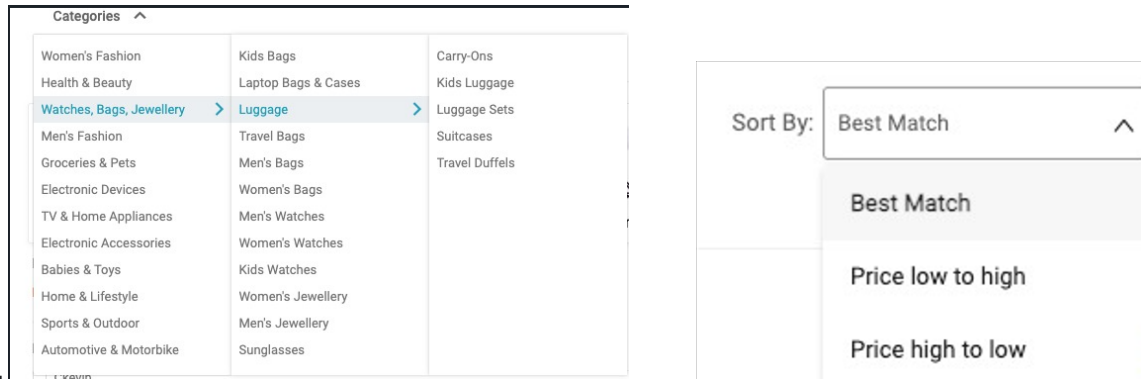 Categories
Women's Fashion
Health & Beauty
Watches, Bags, Jewellery
Men's Fashion
Groceries & Pets
Electronic Devices
TV & Home Appliances
Electronic Accessories
Babies & Toys
Home & Lifestyle
Sports & Outdoor
Automotive & Motorbike
Kids Bags
Laptop Bags & Cases
Luggage
Travel Bags
Men's Bags
Women's Bags
Men's Watches
Women's Watches
Kids Watches
Women's Jewellery
Men's Jewellery
Sunglasses
Carry-Ons
Kids Luggage
Luggage Sets
Suitcases
Travel Duffels
Sort By: Best Match
Best Match
Price low to high
Price high to low